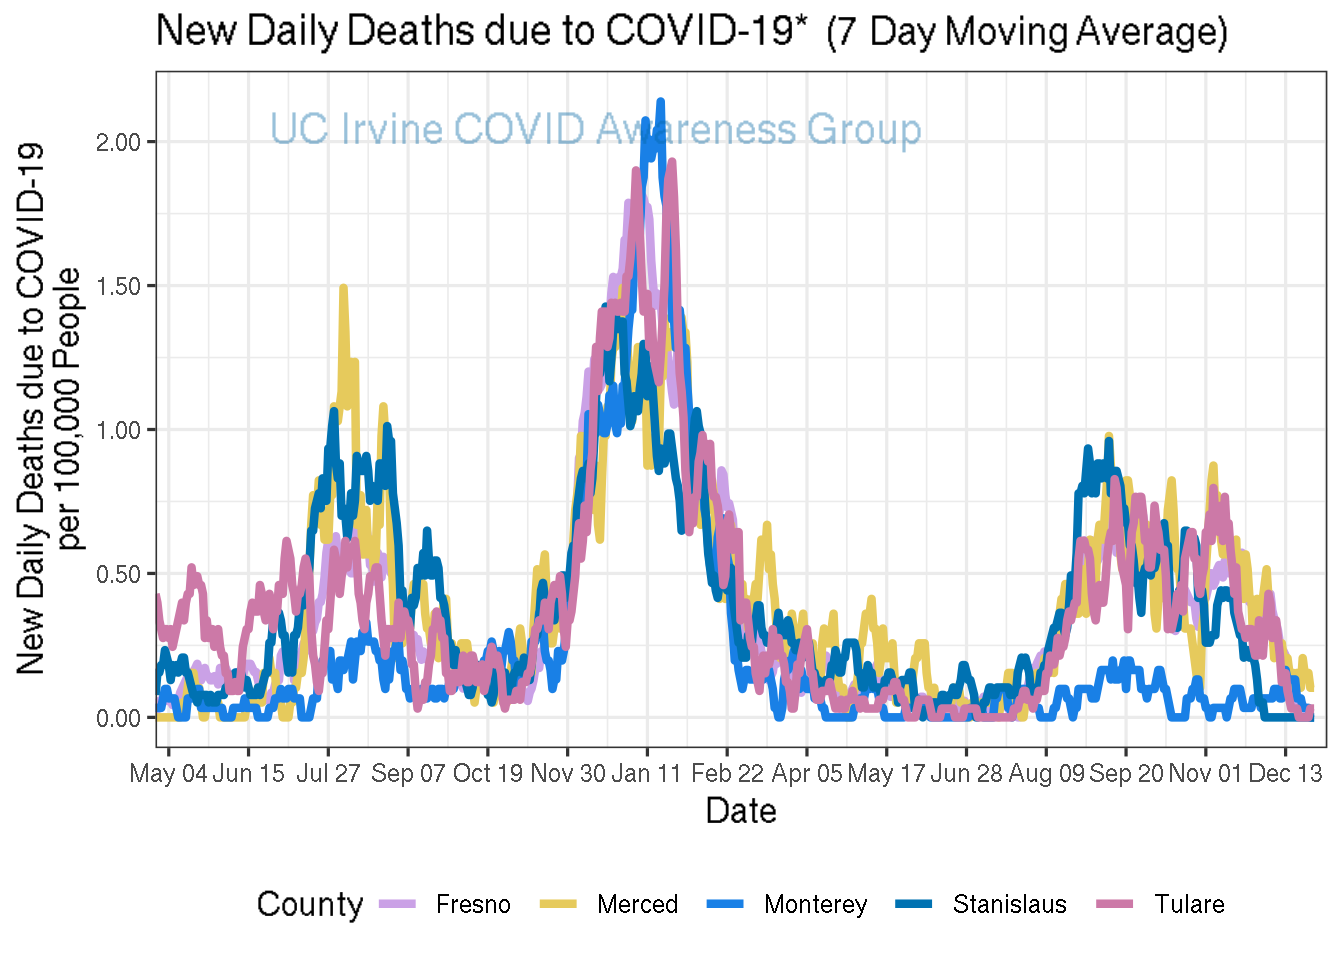 New Daily Deaths due to COVID-19* (7 Day Moving Average)
UC Irvine COVID Awareness Group
New Daily Deaths due to COVID-19
per 100,000 People
2.00
1.50
1.00
0.50
0.00
May 04 Jun 15 Jul 27 Sep 07 Oct 19 Nov 30 Jan 11 Feb 22 Apr 05 May 17 Jun 28 Aug 09 Sep 20 Nov 01 Dec 13
Date
County Fresno Merced Monterey Stanislaus Tulare